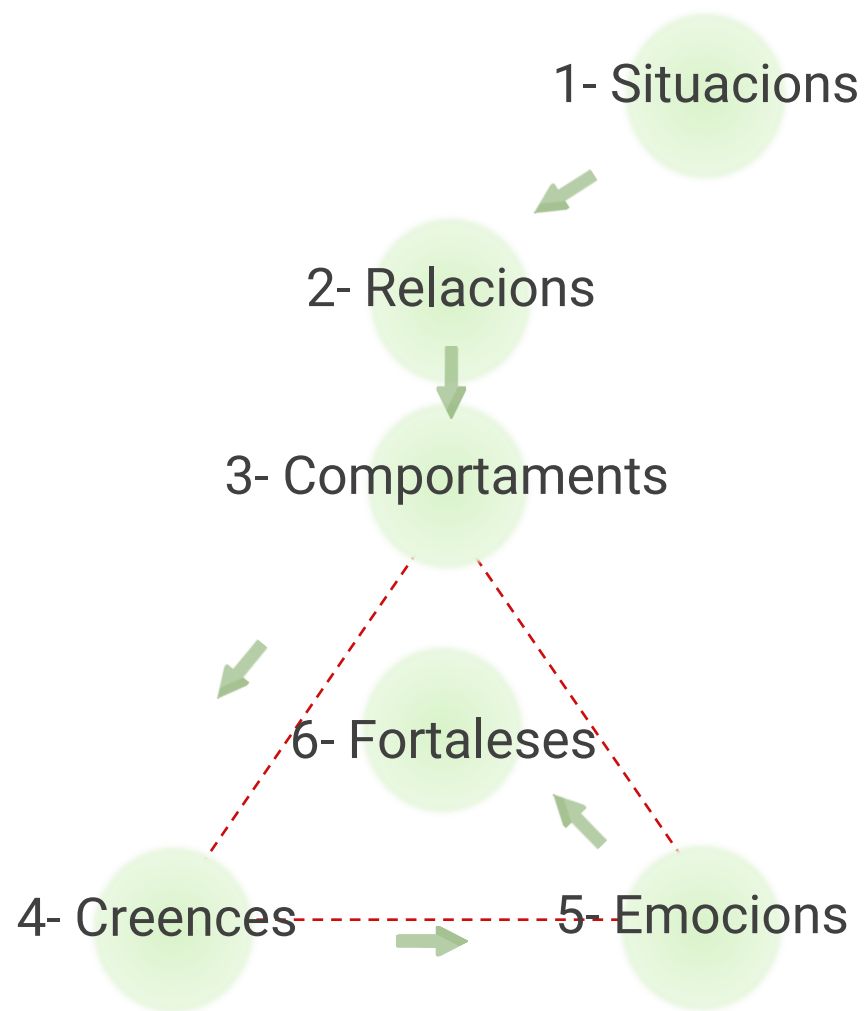 1- Situacions
2- Relacions
3- Comportaments
6- Fortaleses
4- Creences
5- Emocions